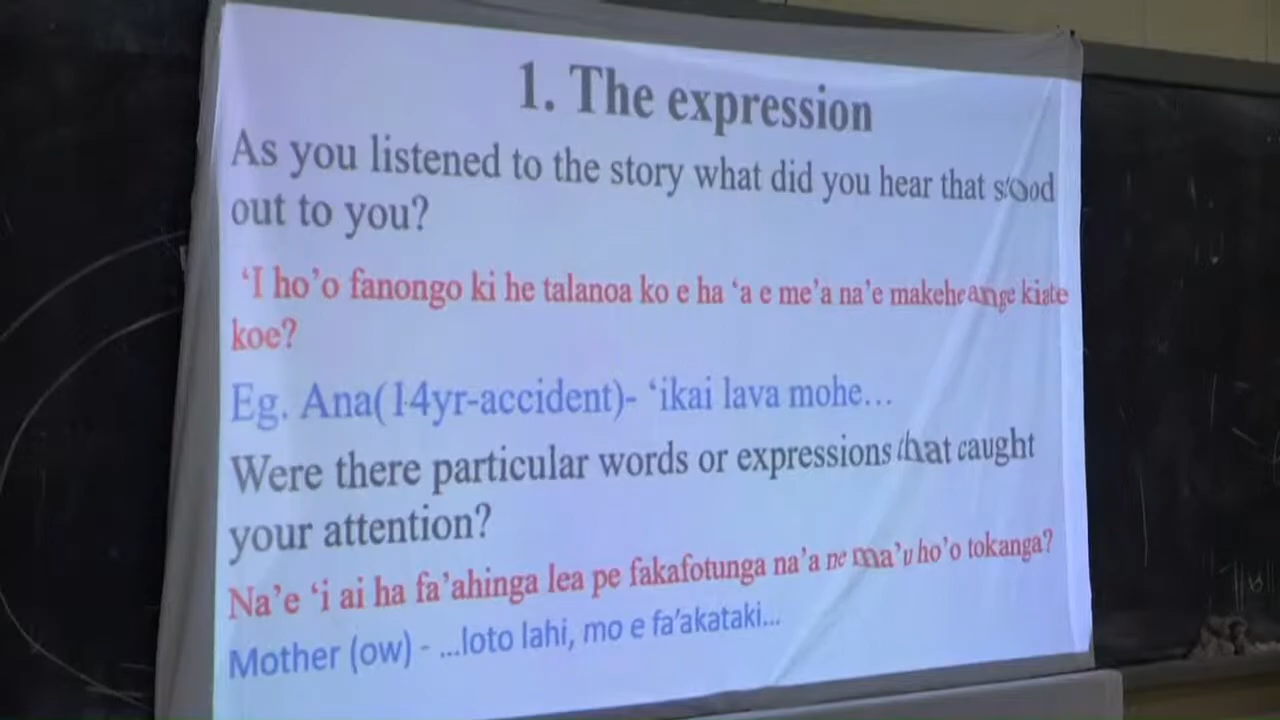 1. The expression
As you listened to the story what did you hear that stood
out to you?
‘I ho’o fanongo ki he talanoa ko e ha ‘a e me’a na’e makehe ange kiate
koe?
Eg. Ana(14yr-accident)- ‘ikai lava mohe...
Were there particular words or expressions that caught
your attention?
Na’e ‘i ai ha fa’ahinga lea pe fakafotunga na’a ne ma’u ho’o tokanga?
Mother (ow) - ...loto lahi, mo e fa’akataki...